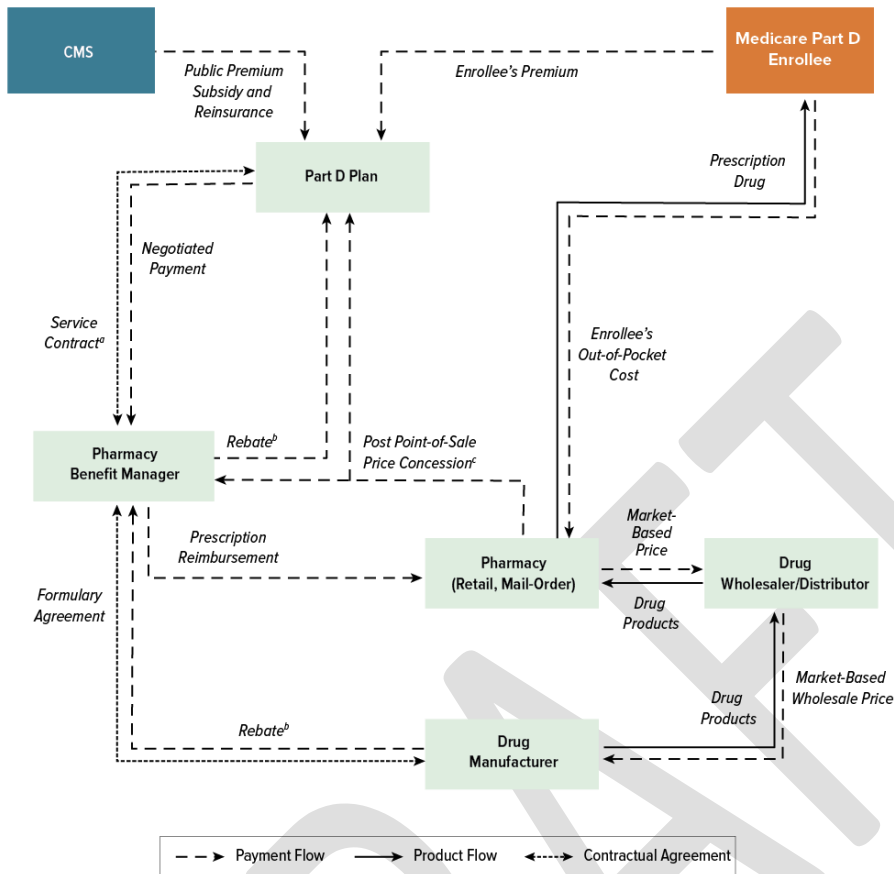 CMS
Medicare Part D
Enrollee
Public Premium
Subsidy and
Reinsurance
Enrollee's Premium
Part D Plan
Prescription
Drug
Negotiated
Payment
Service
Contractᵃ
Enrollee's
Out-of-Pocket
Cost
Pharmacy
Benefit Manager
Rebateᵇ
Post Point-of-Sale
Price Concessionᶜ
Prescription
Reimbursement
Market-
Based
Price
Pharmacy
(Retail, Mail-Order)
Drug
Wholesaler/Distributor
Drug
Products
Formulary
Agreement
Market-Based
Wholesale Price
Drug
Products
Rebateᵇ
Drug
Manufacturer
Payment Flow
Product Flow
Contractual Agreement
DRAFT